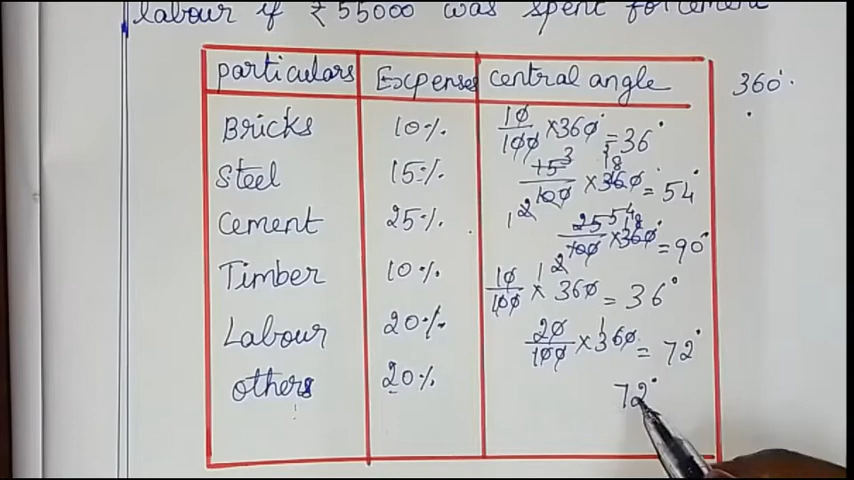 labour if ₹55000 was spent for cement
particulars Expenses central angle 360°
Bricks 10% 10/100 × 360° = 36°
Steel 15% 15/100 × 360° = 54°
Cement 25% 25/100 × 360° = 90°
Timber 10% 10/100 × 360 = 36°
Labour 20% 20/100 × 360 = 72°
others 20% 72°